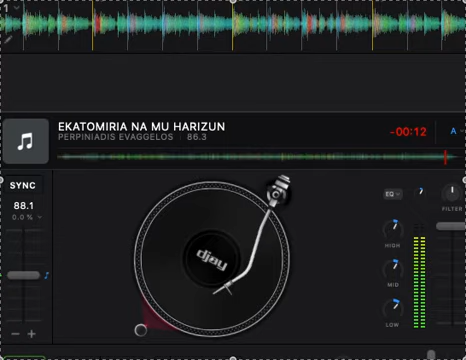 1
EKATOMIRIA NA MU HARIZUN
PERPINIADIS EVAGGELOS 86.3
-00:12
A
SYNC
88.1
0.0 %
djay
EQ
FILTER
HIGH
MID
LOW